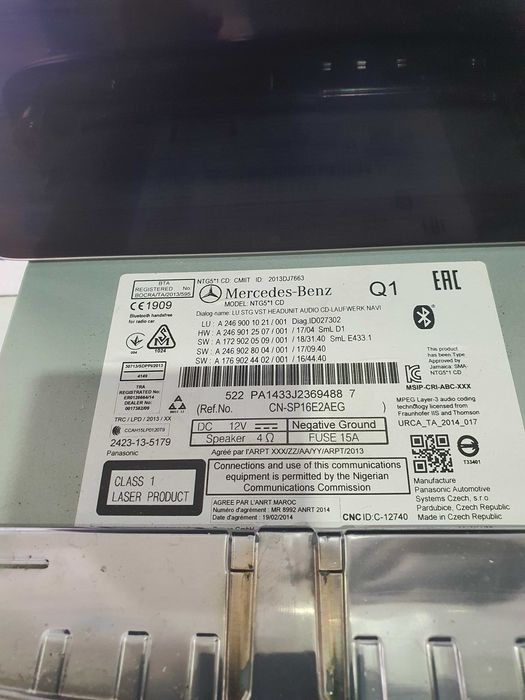 BTA
REGISTERED No
BOCRA/TA/2013/595
NTG5*1 CD: CMIIT ID: 2013DJ7663
Mercedes-Benz
MODEL: NTG5*1 CD
Q1
EAC
CE1909
Bluetooth handsfree
for radio car
Dialog-name: LU STG VST HEADUNIT AUDIO CD-LAUFWERK NAVI
LU : A 246 900 10 21 / 001 Diag.ID027302
HW : A 246 901 25 07 / 001 / 17/04 SmL D1
SW : A 172 902 05 09 / 001 / 18/31.40 SmL E433.1
SW : A 246 902 80 04 / 001 / 17/09.40
SW : A 176 902 44 02 / 001 / 16/44.40
1024
4149
TRA
REGISTERED No:
DEALER No:
TRC / LPD / 2013 / XX
CCAH15LP0120T9
2423-13-5179
Panasonic
522 PA1433J2369488 7
(Ref.No. CN-SP16E2AEG )
DC 12V Negative Ground
Speaker 4 Ω FUSE 15A
Agréé par l'ARPT XXX/ZZ/AA/YY/ARPT/2013
Connections and use of this communications
equipment is permitted by the Nigerian
Communications Commission
CLASS 1
LASER PRODUCT
AGREE PAR L'ANRT MAROC
Numéro d'agrément : MR 8992 ANRT 2014
Date d'agrément : 19/02/2014
CNC ID: C-12740
This product has
been Type
Approved by
Jamaica: SMA-
NTG5*1 CD
MSIP-CRI-ABC-XXX
MPEG Layer-3 audio coding
technology licensed from
Fraunhofer IIS and Thomson
URCA_TA_2014_017
T33401
Manufacture
Panasonic Automotive
Systems Czech, s.r.o.
Pardubice, Czech Republic
Made in Czech Republic